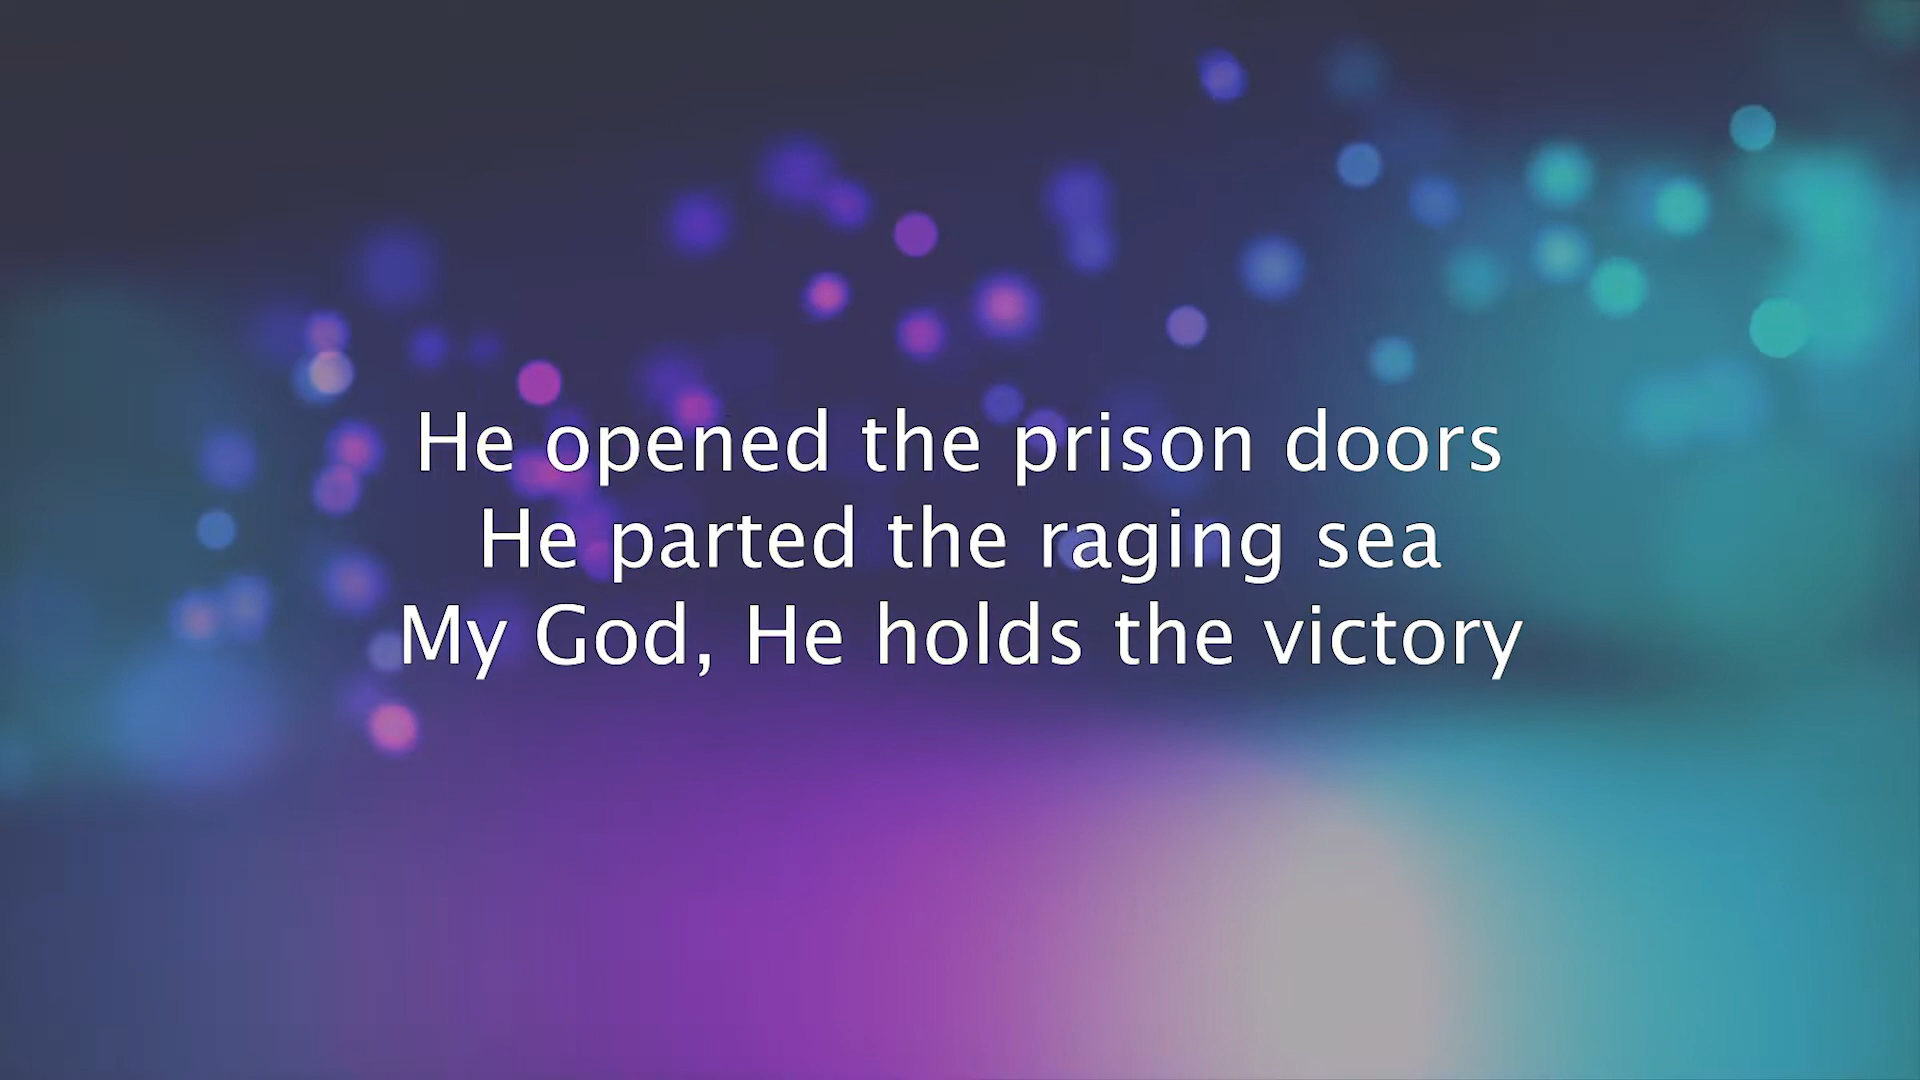 He opened the prison doors
He parted the raging sea
My God, He holds the victory